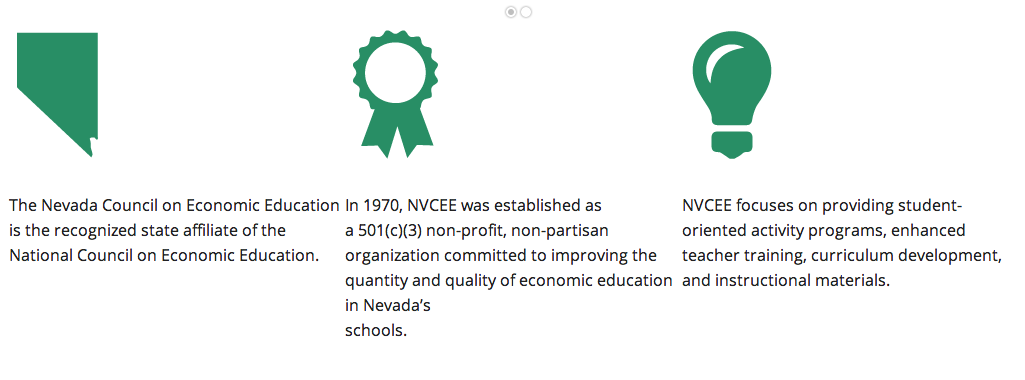 The Nevada Council on Economic Education
is the recognized state affiliate of the
National Council on Economic Education.
In 1970, NVCEE was established as
a 501(c)(3) non-profit, non-partisan
organization committed to improving the
quantity and quality of economic education
in Nevada’s
schools.
NVCEE focuses on providing student-
oriented activity programs, enhanced
teacher training, curriculum development,
and instructional materials.